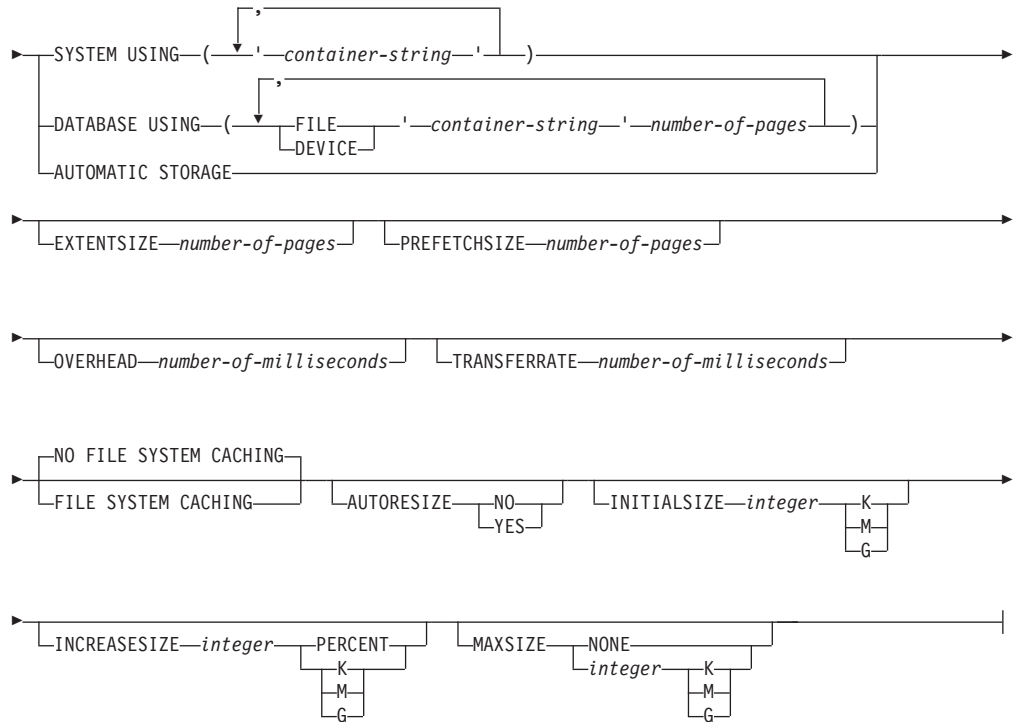 ,
SYSTEM USING ( ' container-string ' )
,
DATABASE USING ( FILE ' container-string ' number-of-pages )
DEVICE
AUTOMATIC STORAGE
EXTENTSIZE number-of-pages PREFETCHSIZE number-of-pages
OVERHEAD number-of-milliseconds TRANSFERRATE number-of-milliseconds
NO FILE SYSTEM CACHING
FILE SYSTEM CACHING AUTORESIZE NO INITIALSIZE integer K
YES M
G
INCREASESIZE integer PERCENT MAXSIZE NONE
K integer K
M M
G G